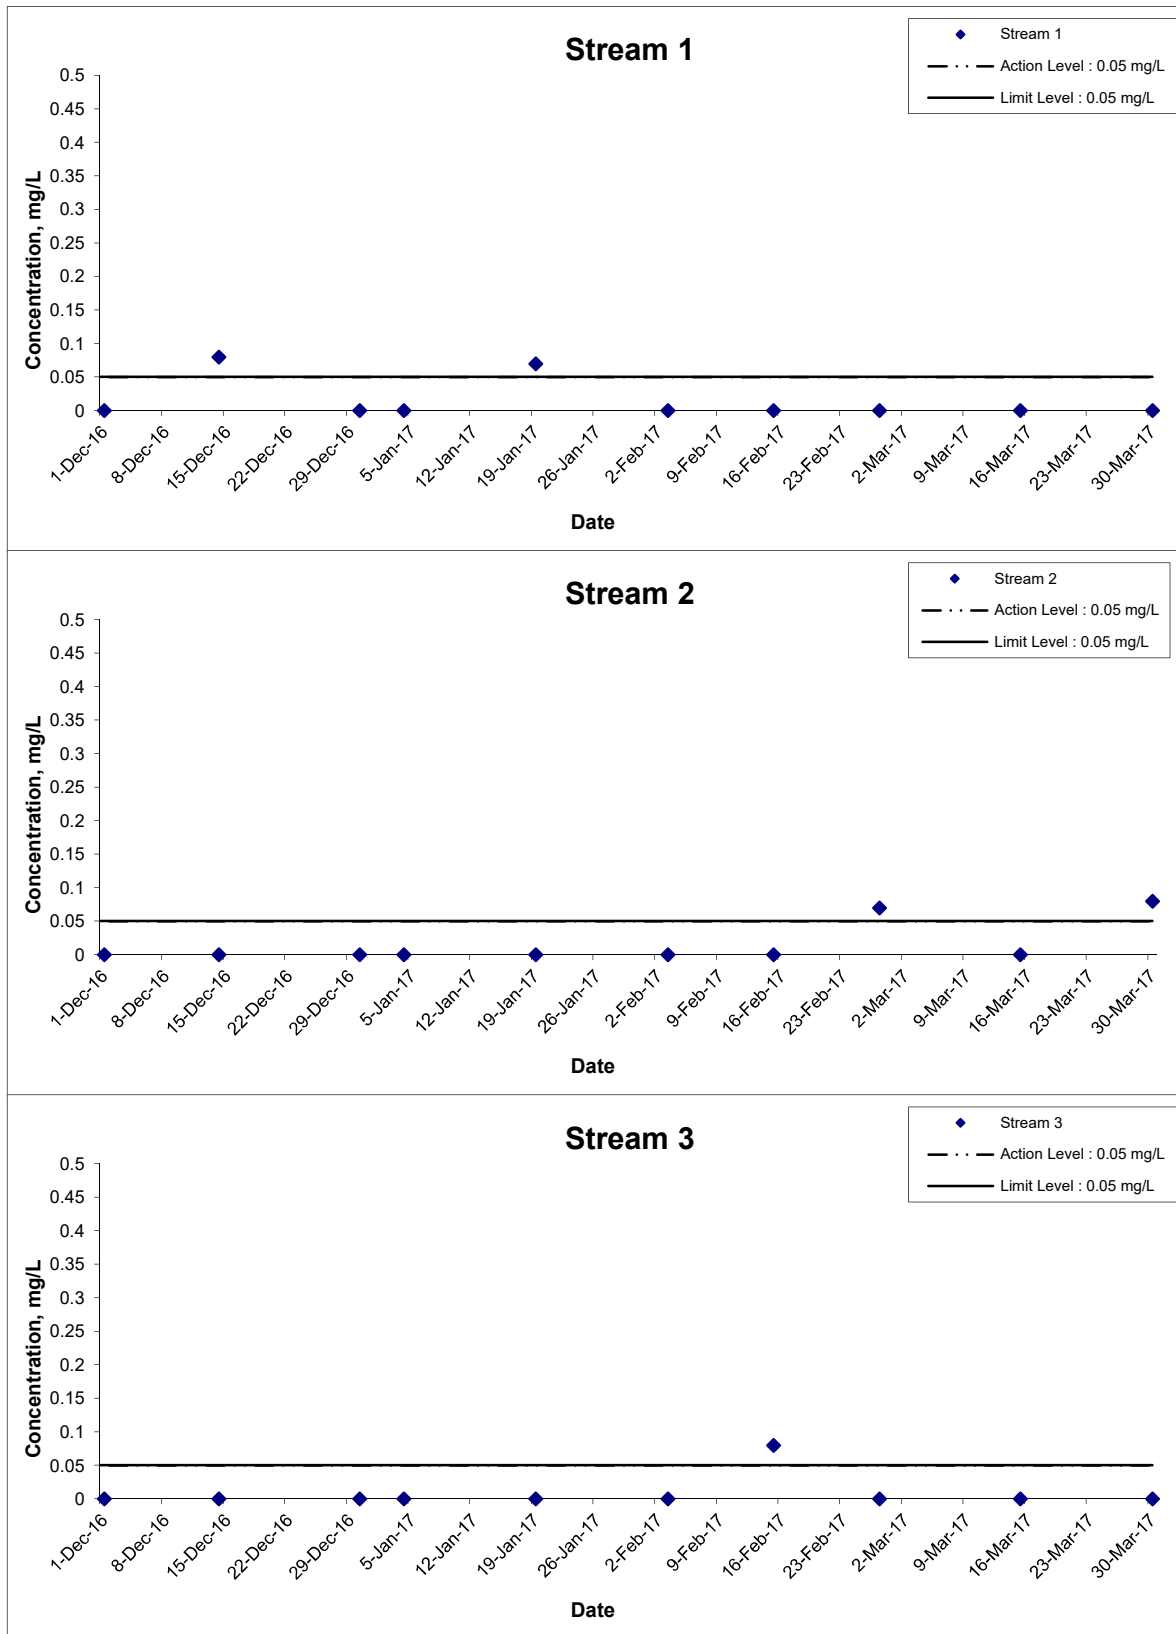 Stream 1
Stream 1
Action Level : 0.05 mg/L
Limit Level : 0.05 mg/L
Concentration, mg/L
0.5
0.45
0.4
0.35
0.3
0.25
0.2
0.15
0.1
0.05
0
1-Dec-16
8-Dec-16
15-Dec-16
22-Dec-16
29-Dec-16
5-Jan-17
12-Jan-17
19-Jan-17
26-Jan-17
2-Feb-17
9-Feb-17
16-Feb-17
23-Feb-17
2-Mar-17
9-Mar-17
16-Mar-17
23-Mar-17
30-Mar-17
Date
Stream 2
Stream 2
Action Level : 0.05 mg/L
Limit Level : 0.05 mg/L
Concentration, mg/L
0.5
0.45
0.4
0.35
0.3
0.25
0.2
0.15
0.1
0.05
0
1-Dec-16
8-Dec-16
15-Dec-16
22-Dec-16
29-Dec-16
5-Jan-17
12-Jan-17
19-Jan-17
26-Jan-17
2-Feb-17
9-Feb-17
16-Feb-17
23-Feb-17
2-Mar-17
9-Mar-17
16-Mar-17
23-Mar-17
30-Mar-17
Date
Stream 3
Stream 3
Action Level : 0.05 mg/L
Limit Level : 0.05 mg/L
Concentration, mg/L
0.5
0.45
0.4
0.35
0.3
0.25
0.2
0.15
0.1
0.05
0
1-Dec-16
8-Dec-16
15-Dec-16
22-Dec-16
29-Dec-16
5-Jan-17
12-Jan-17
19-Jan-17
26-Jan-17
2-Feb-17
9-Feb-17
16-Feb-17
23-Feb-17
2-Mar-17
9-Mar-17
16-Mar-17
23-Mar-17
30-Mar-17
Date